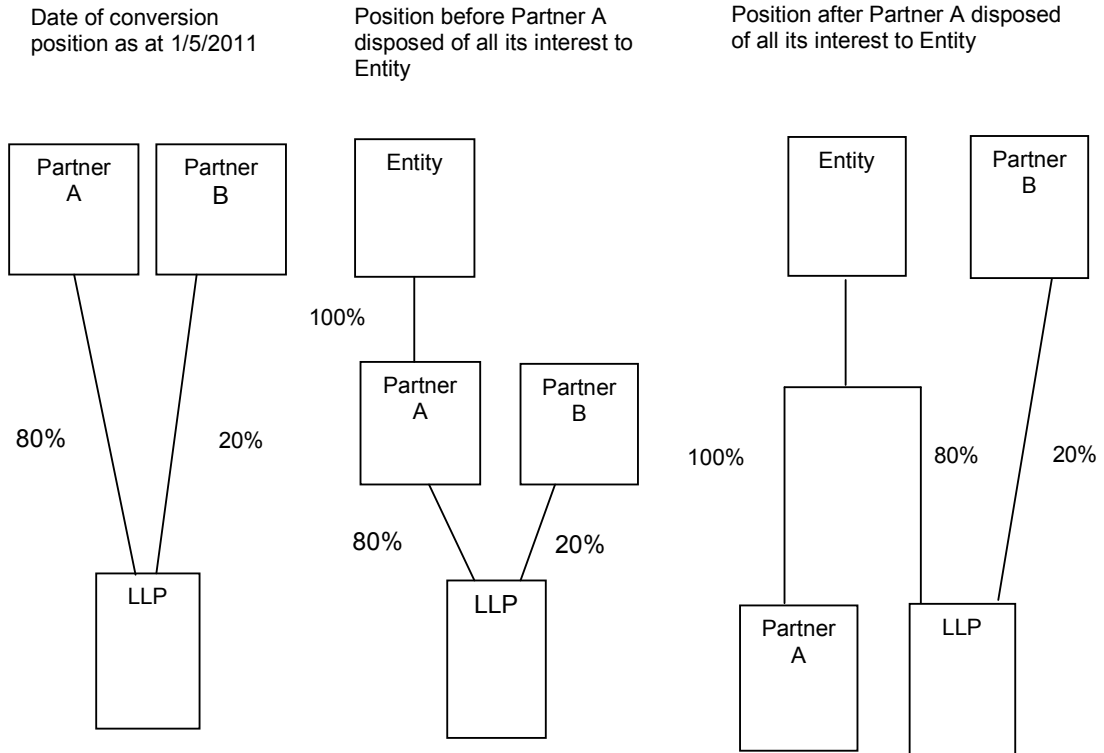 Date of conversion
position as at 1/5/2011
Partner
A
Partner
B
80%
20%
LLP
Position before Partner A
disposed of all its interest to
Entity
Entity
100%
Partner
A
Partner
B
80%
20%
LLP
Position after Partner A disposed
of all its interest to Entity
Entity
Partner
B
100%
80%
20%
Partner
A
LLP